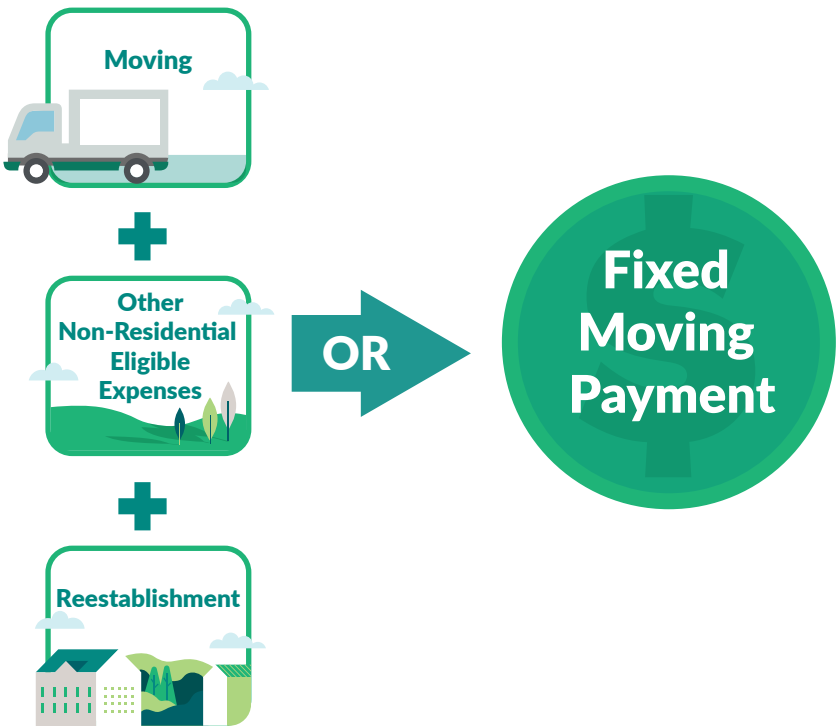 Moving
Other
Non-Residential
Eligible
Expenses
Reestablishment
OR
Fixed
Moving
Payment